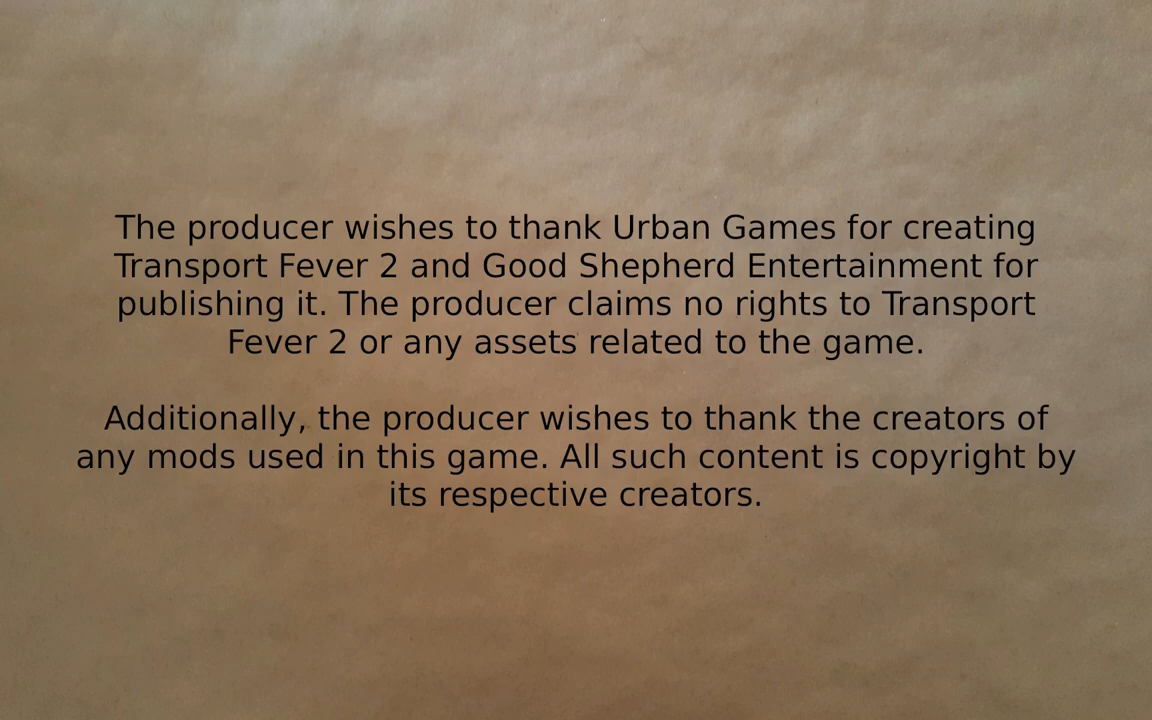 The producer wishes to thank Urban Games for creating
Transport Fever 2 and Good Shepherd Entertainment for
publishing it. The producer claims no rights to Transport
Fever 2 or any assets related to the game.
Additionally, the producer wishes to thank the creators of
any mods used in this game. All such content is copyright by
its respective creators.